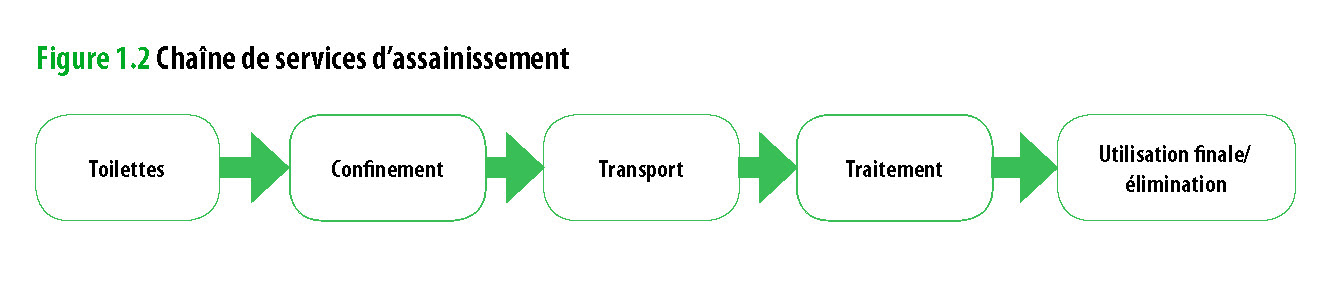 Figure 1.2 Chaîne de services d’assainissement
Toilettes
Confinement
Transport
Traitement
Utilisation finale/
élimination